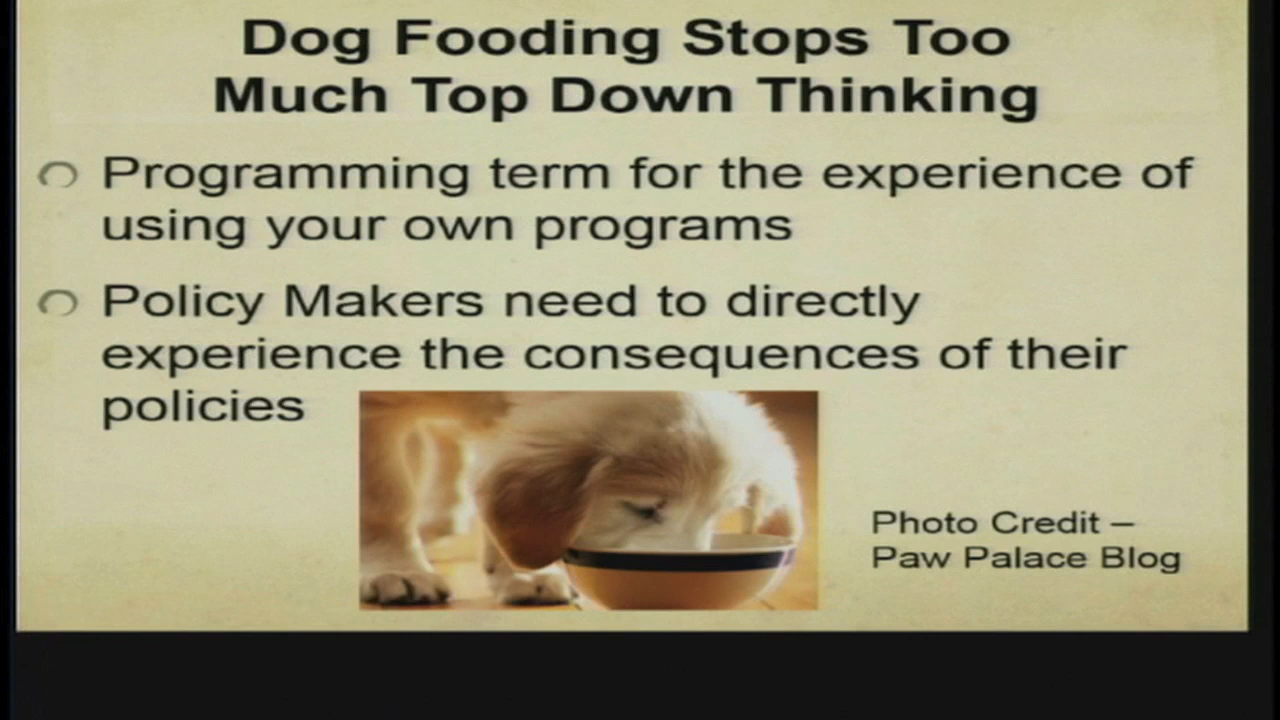 Dog Fooding Stops Too
Much Top Down Thinking
Programming term for the experience of
using your own programs
Policy Makers need to directly
experience the consequences of their
policies
Photo Credit –
Paw Palace Blog